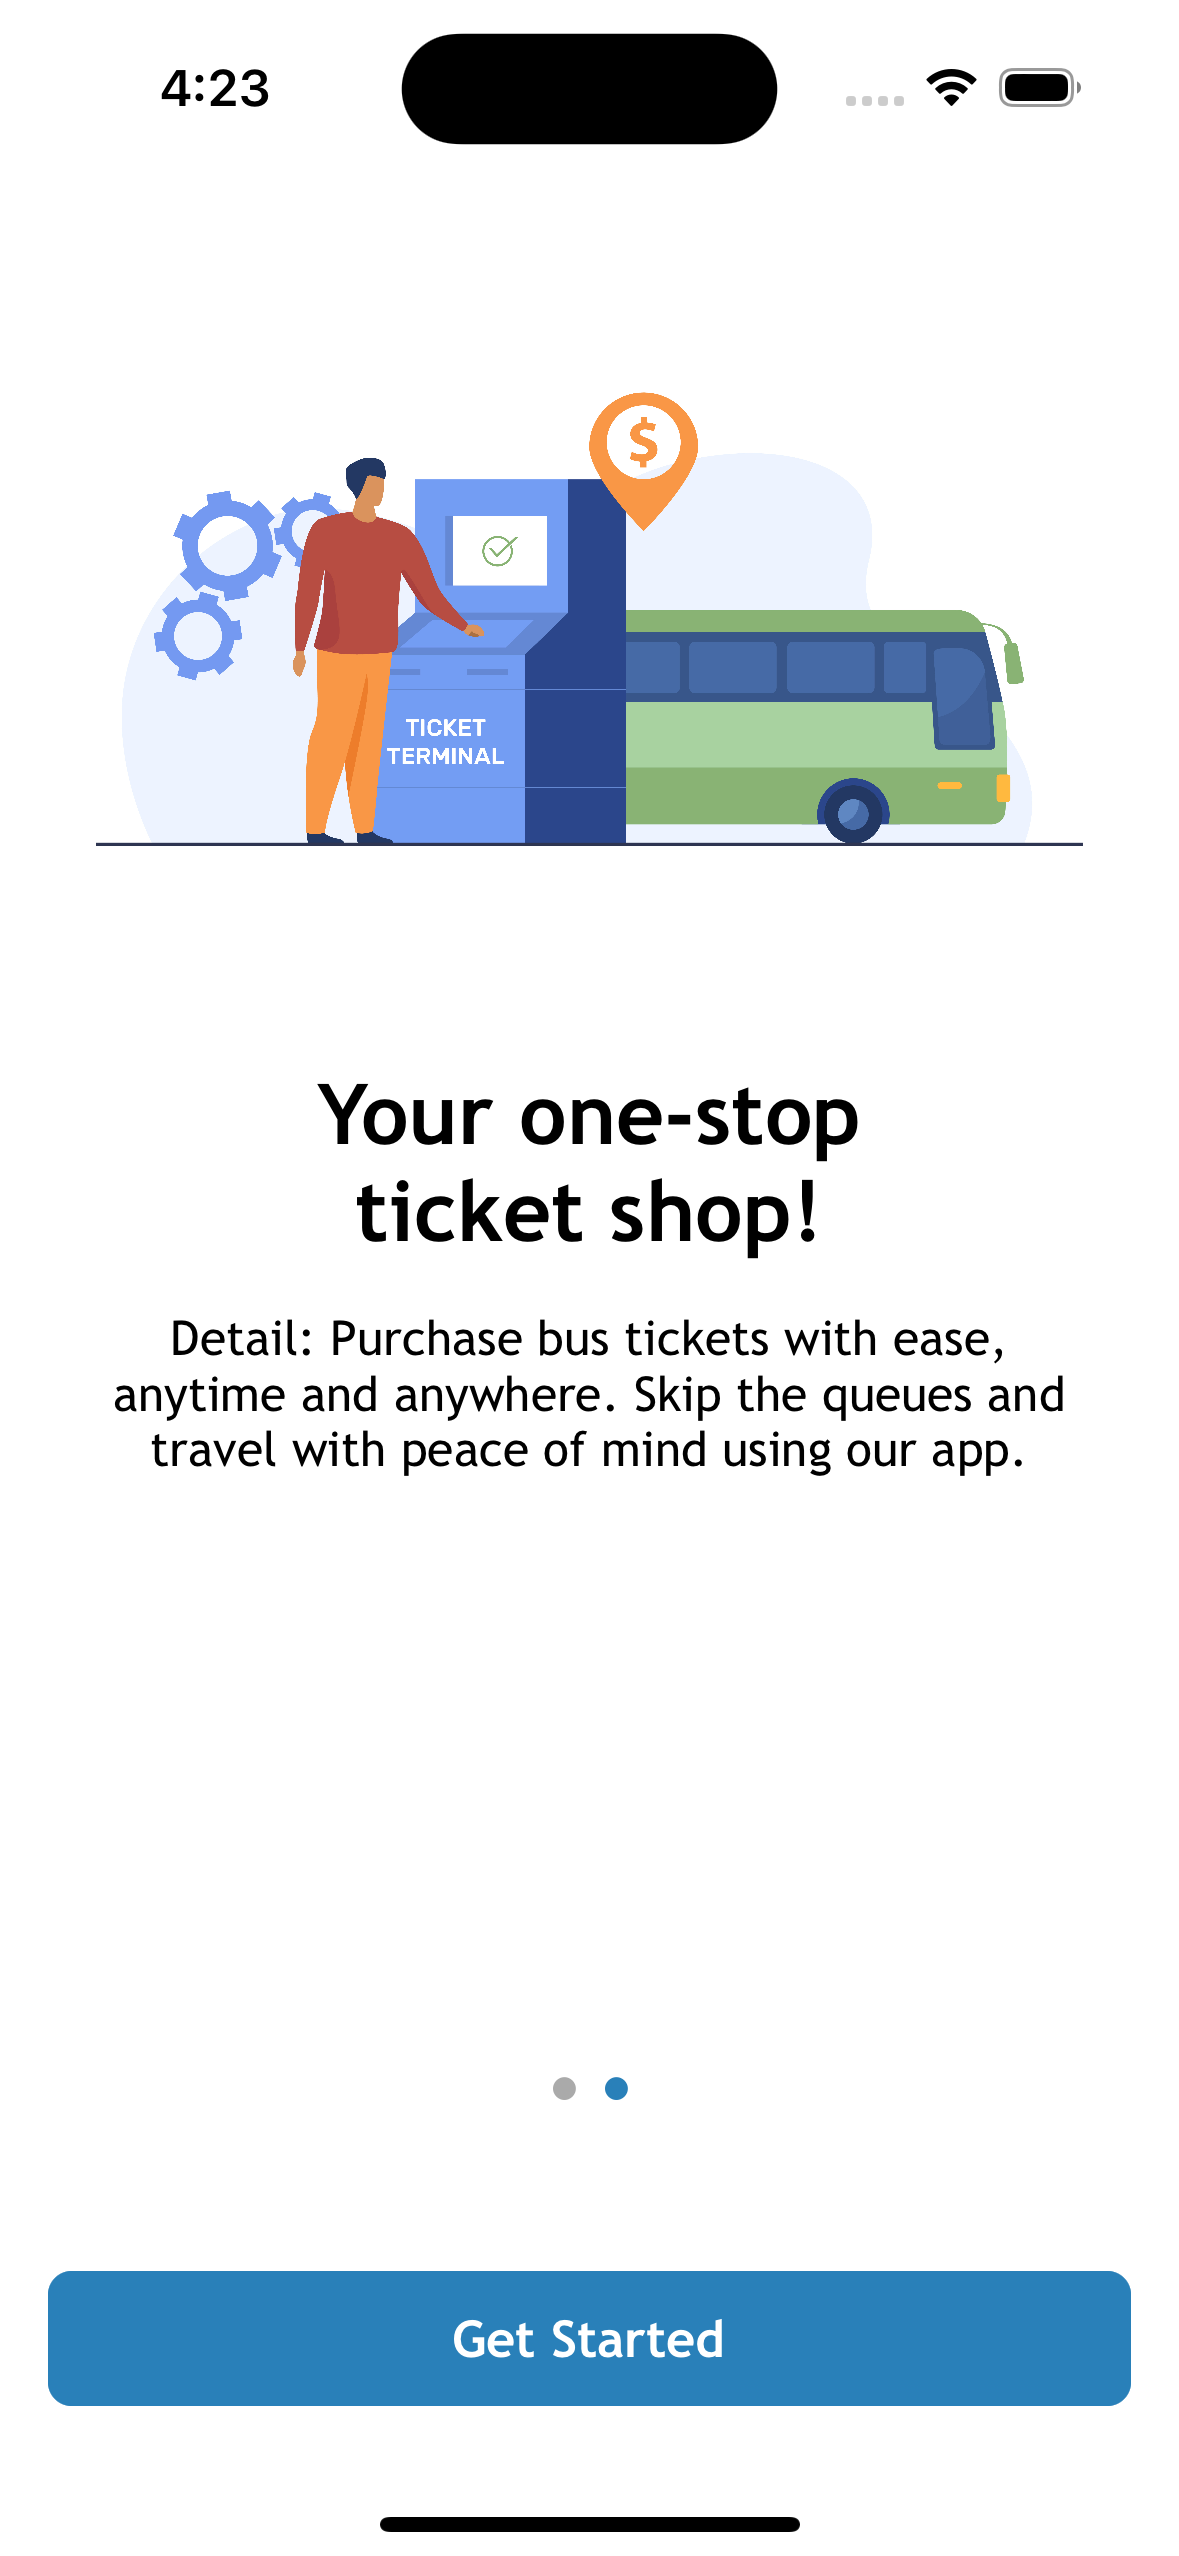 4:23
$
TICKET
TERMINAL
Your one-stop
ticket shop!
Detail: Purchase bus tickets with ease,
anytime and anywhere. Skip the queues and
travel with peace of mind using our app.
Get Started